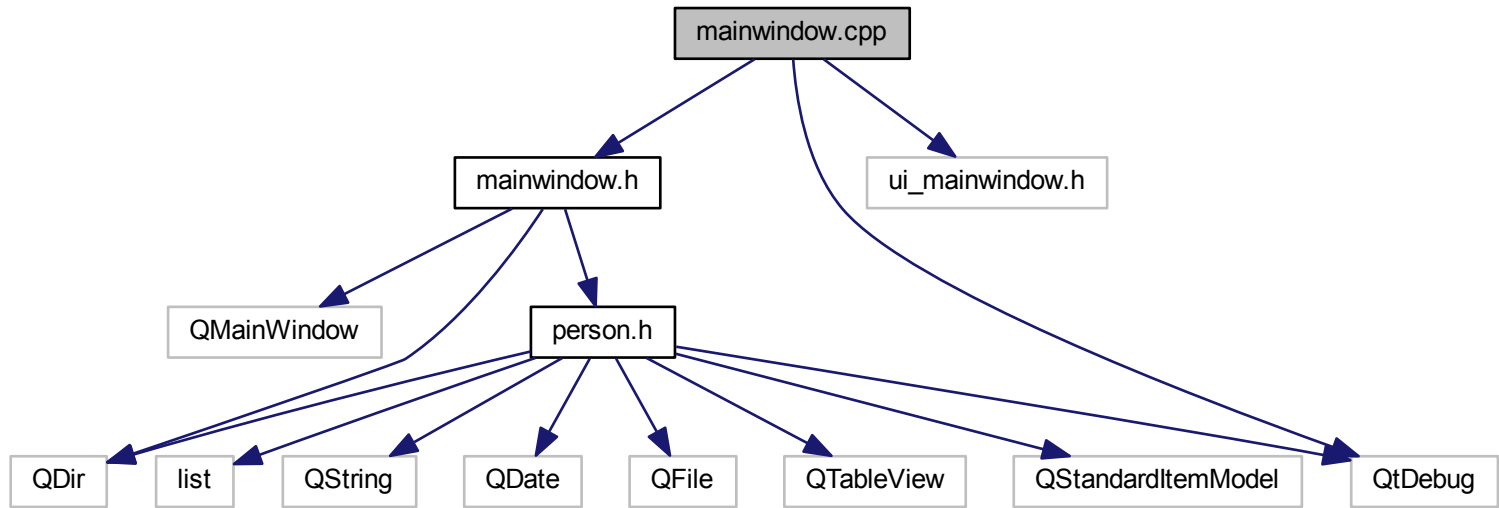 mainwindow.cpp
mainwindow.h
ui_mainwindow.h
QMainWindow
person.h
QDir
list
QString
QDate
QFile
QTableView
QStandardItemModel
QtDebug